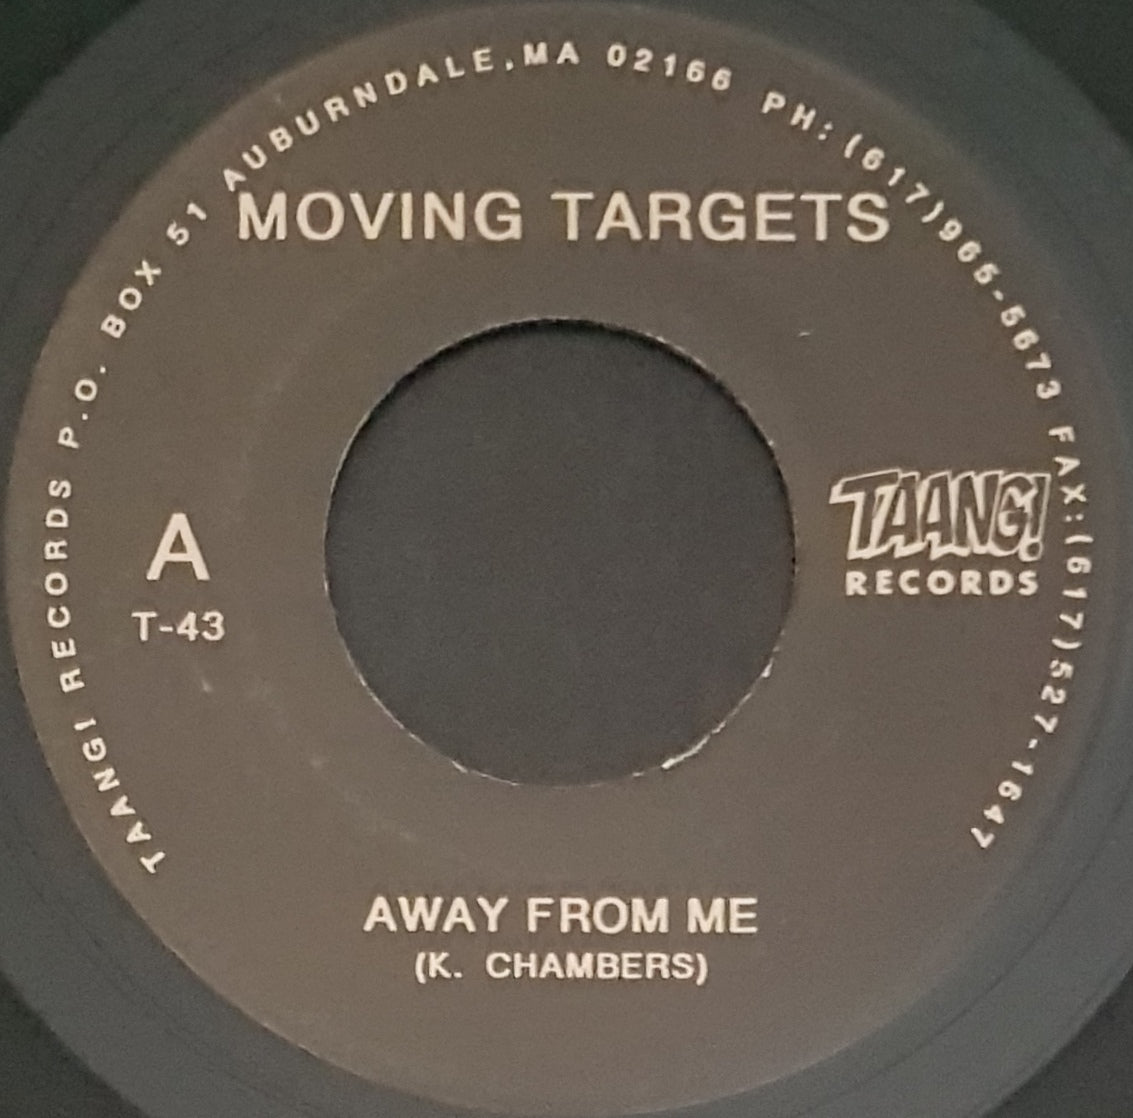 TAANG! RECORDS P.O. BOX 51 AUBURNDALE, MA 02166 PH: (617)965-5673 FAX:(617)527-1647
MOVING TARGETS
A
T-43
TAANG!
RECORDS
AWAY FROM ME
(K. CHAMBERS)